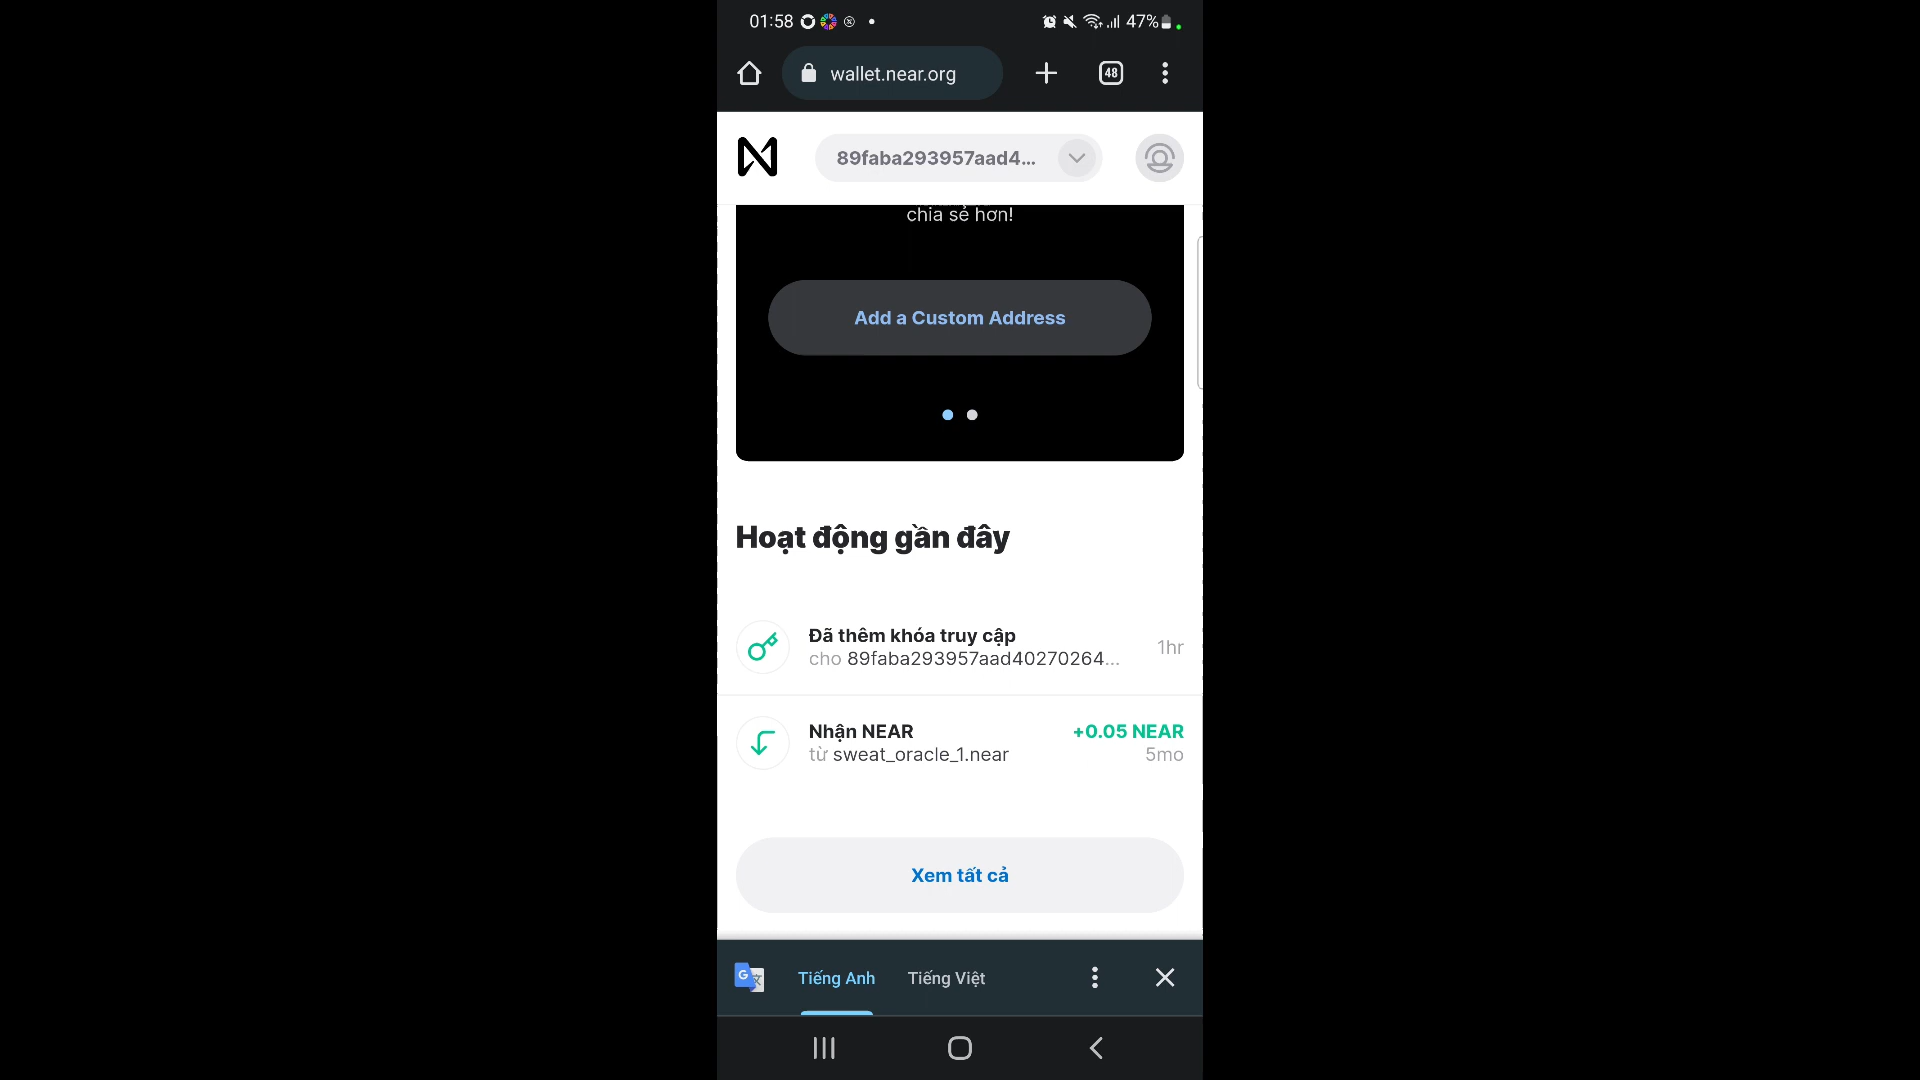 01:58
47%
wallet.near.org
48
89faba293957aad4...
chia sẻ hơn!
Add a Custom Address
Hoạt động gần đây
Đã thêm khóa truy cập
cho 89faba293957aad40270264...
1hr
Nhận NEAR
+0.05 NEAR
từ sweat_oracle_1.near
5mo
Xem tất cả
Tiếng Anh
Tiếng Việt